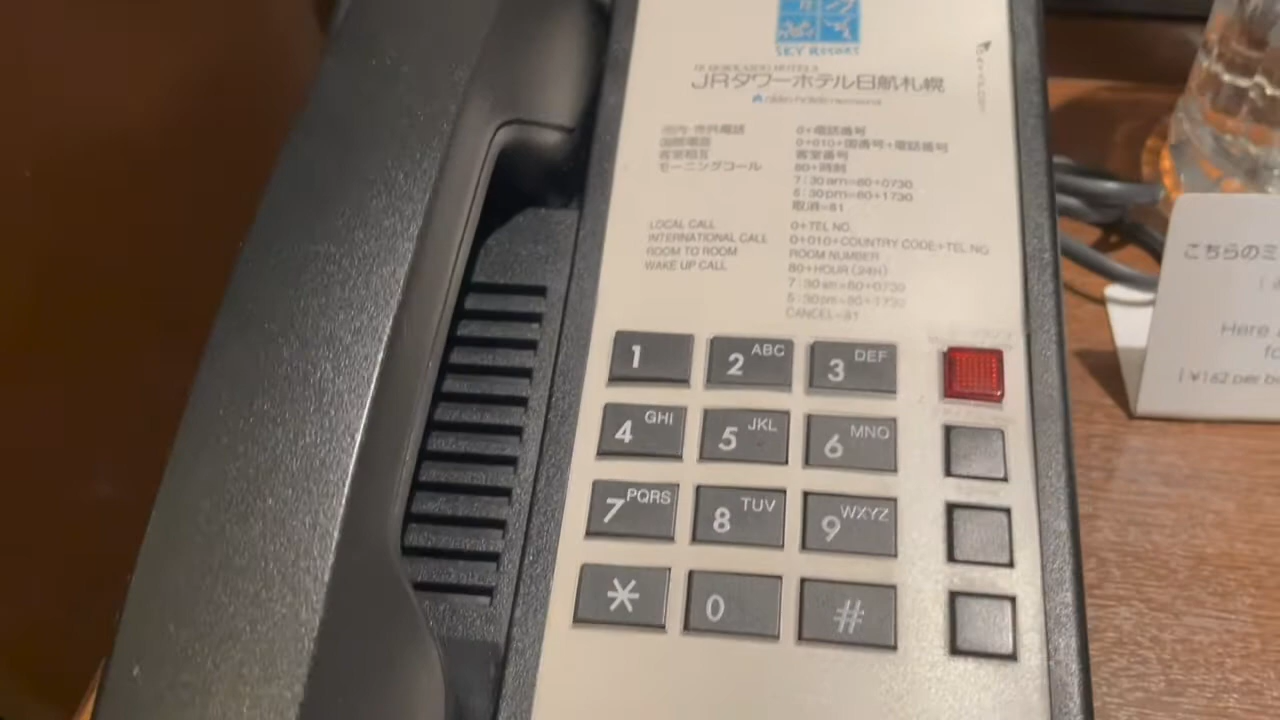 SKY RESORT
JRタワーホテル日航札幌
市内・市外電話 0+電話番号
国際電話 0+010+国番号+電話番号
客室相互 客室番号
モーニングコール 80+時刻
7:30am=80+0730
5:30pm=80+1730
取消=81
LOCAL CALL 0+TEL NO.
INTERNATIONAL CALL 0+010+COUNTRY CODE+TEL NO
ROOM TO ROOM ROOM NUMBER
WAKE UP CALL 80+HOUR (24H)
7:30am=80+0730
5:30pm=80+1730
CANCEL=81
1 2 ABC 3 DEF
4 GHI 5 JKL 6 MNO
7 PQRS 8 TUV 9 WXYZ
* 0 #
こちらのミ
Here
fo
¥162 per b